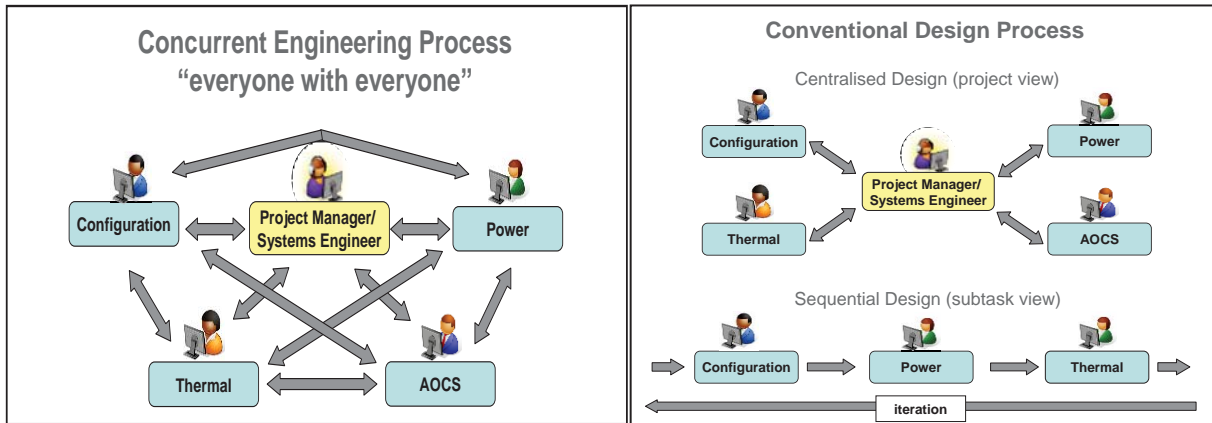 Concurrent Engineering Process
“everyone with everyone”
Configuration
Project Manager/
Systems Engineer
Power
Thermal
AOCS
Conventional Design Process
Centralised Design (project view)
Configuration
Power
Project Manager/
Systems Engineer
Thermal
AOCS
Sequential Design (subtask view)
Configuration
Power
Thermal
iteration